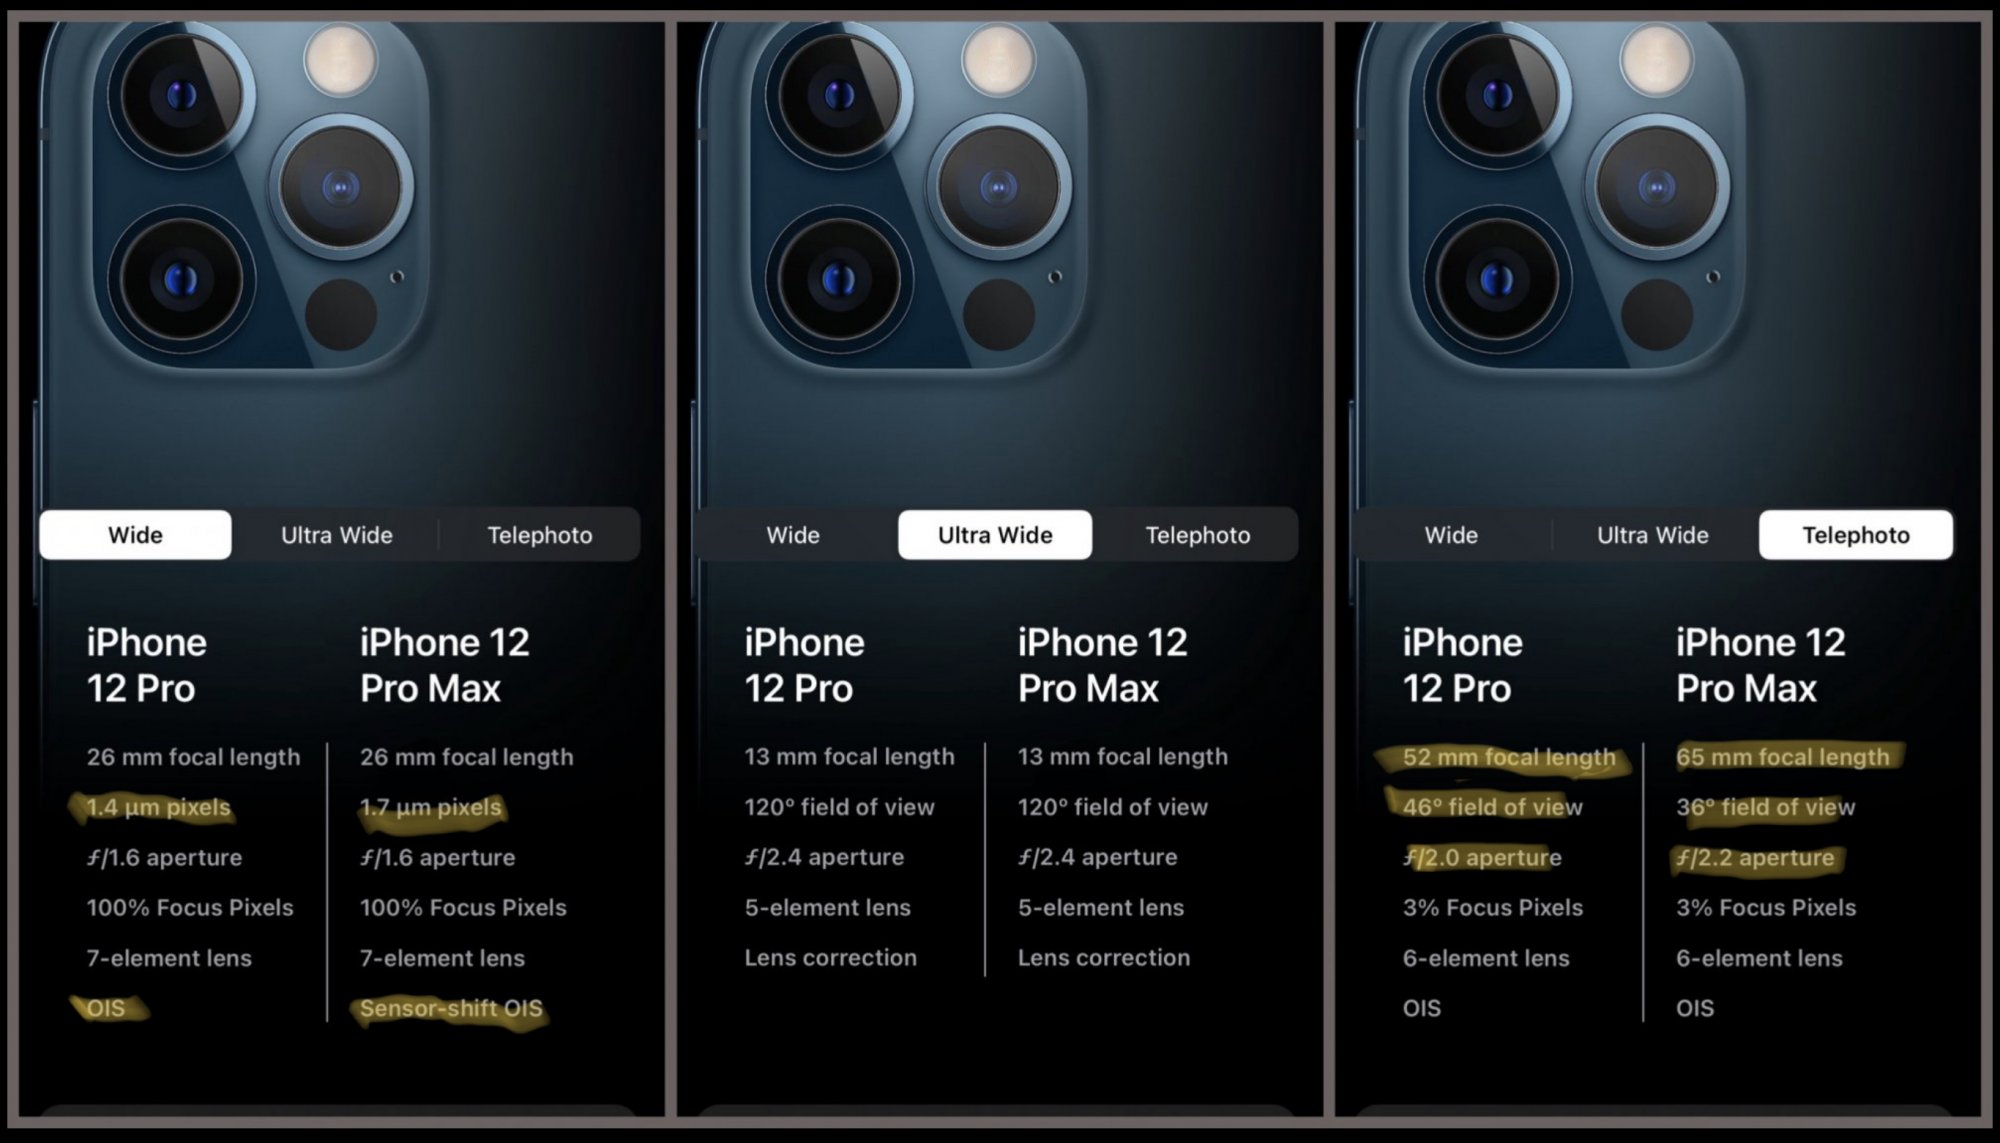 Wide Ultra Wide Telephoto
iPhone
12 Pro
26 mm focal length
1.4 µm pixels
ƒ/1.6 aperture
100% Focus Pixels
7-element lens
OIS
iPhone 12
Pro Max
26 mm focal length
1.7 µm pixels
ƒ/1.6 aperture
100% Focus Pixels
7-element lens
Sensor-shift OIS
Wide Ultra Wide Telephoto
iPhone
12 Pro
13 mm focal length
120° field of view
ƒ/2.4 aperture
5-element lens
Lens correction
iPhone 12
Pro Max
13 mm focal length
120° field of view
ƒ/2.4 aperture
5-element lens
Lens correction
Wide Ultra Wide Telephoto
iPhone
12 Pro
52 mm focal length
46° field of view
ƒ/2.0 aperture
3% Focus Pixels
6-element lens
OIS
iPhone 12
Pro Max
65 mm focal length
36° field of view
ƒ/2.2 aperture
3% Focus Pixels
6-element lens
OIS